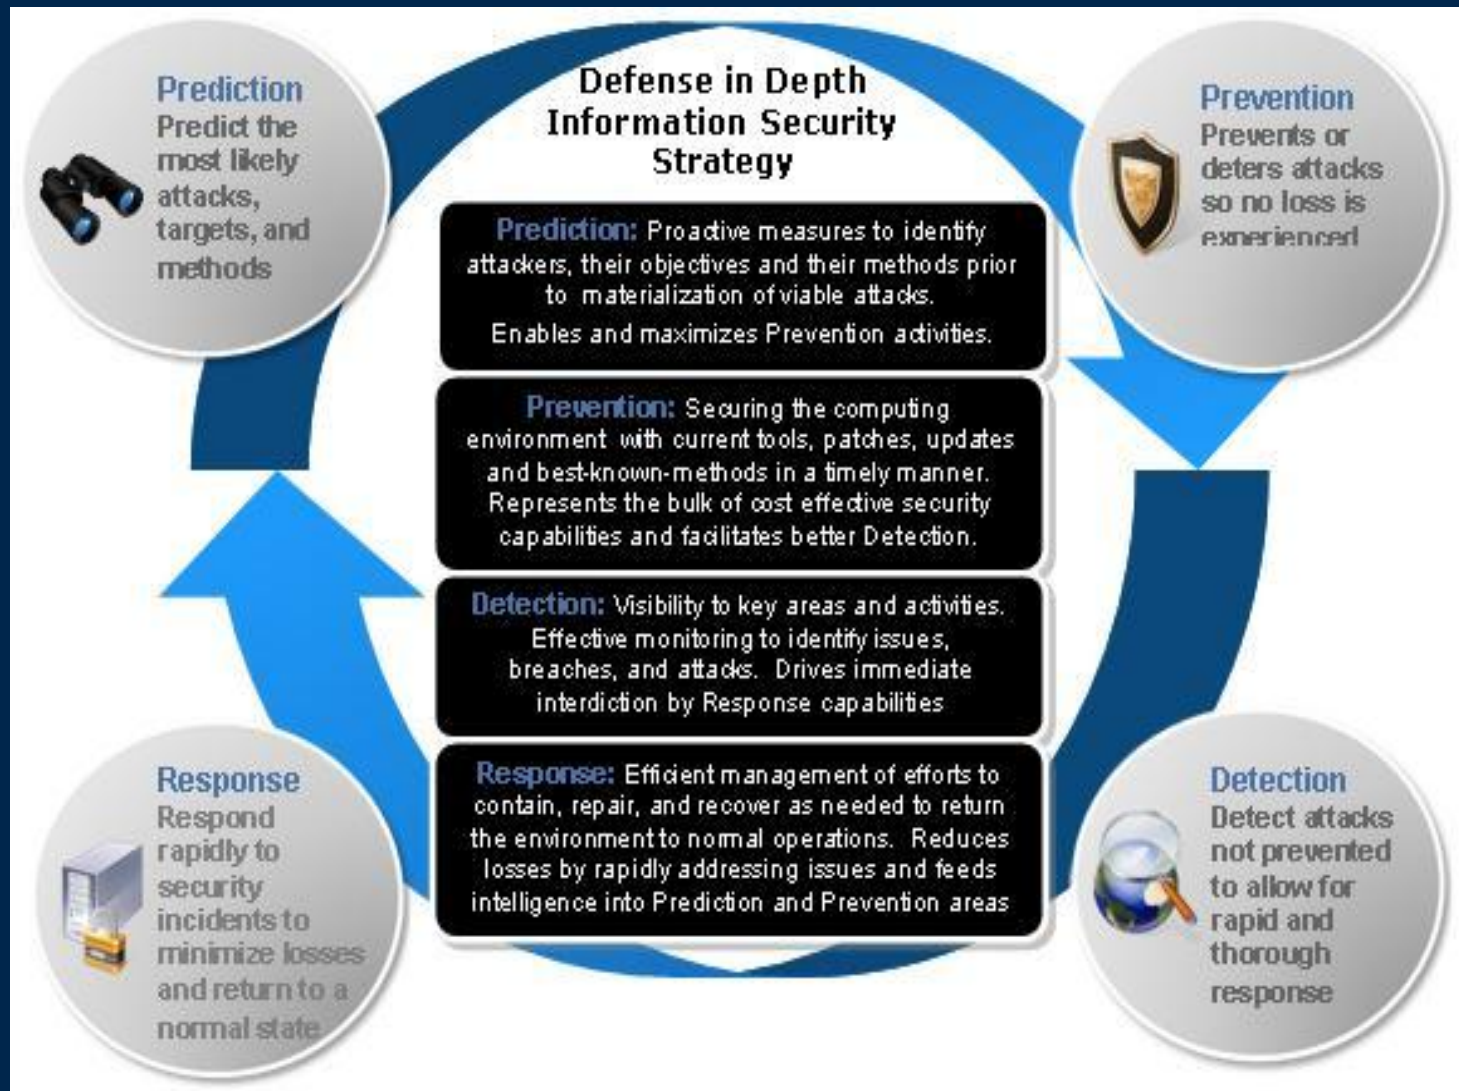 Defense in Depth
Information Security
Strategy
Prediction
Predict the
most likely
attacks,
targets, and
methods
Prevention
Prevents or
deters attacks
so no loss is
experienced
Prediction: Proactive measures to identify
attackers, their objectives and their methods prior
to materialization of viable attacks.
Enables and maximizes Prevention activities.
Prevention: Securing the computing
environment with current tools, patches, updates
and best-known-methods in a timely manner.
Represents the bulk of cost effective security
capabilities and facilitates better Detection.
Detection: Visibility to key areas and activities.
Effective monitoring to identify issues,
breaches, and attacks. Drives immediate
interdiction by Response capabilities
Response: Efficient management of efforts to
contain, repair, and recover as needed to return
the environment to normal operations. Reduces
losses by rapidly addressing issues and feeds
intelligence into Prediction and Prevention areas
Response
Respond
rapidly to
security
incidents to
minimize losses
and return to a
normal state
Detection
Detect attacks
not prevented
to allow for
rapid and
thorough
response